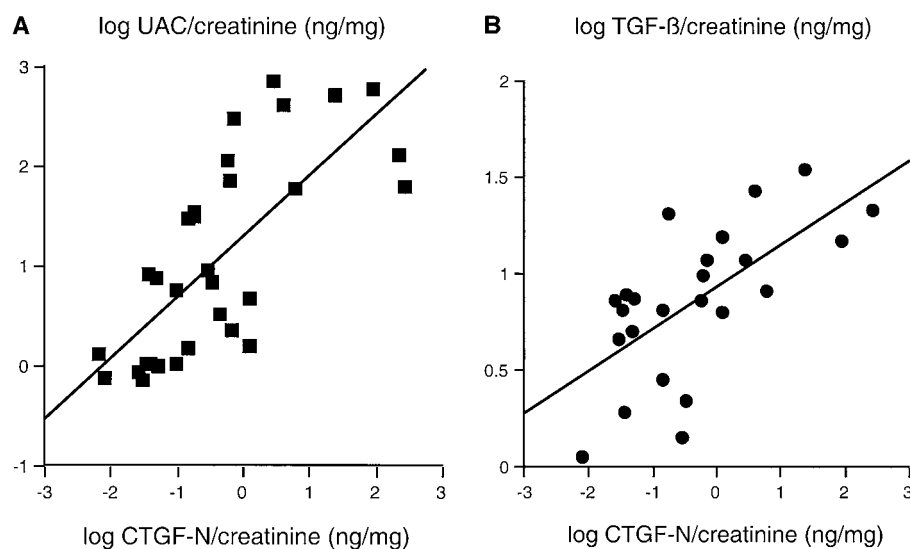 A log UAC/creatinine (ng/mg)
3
2
1
0
-1
-3 -2 -1 0 1 2 3
log CTGF-N/creatinine (ng/mg)
B log TGF-ß/creatinine (ng/mg)
2
1.5
1
0.5
0
-3 -2 -1 0 1 2 3
log CTGF-N/creatinine (ng/mg)